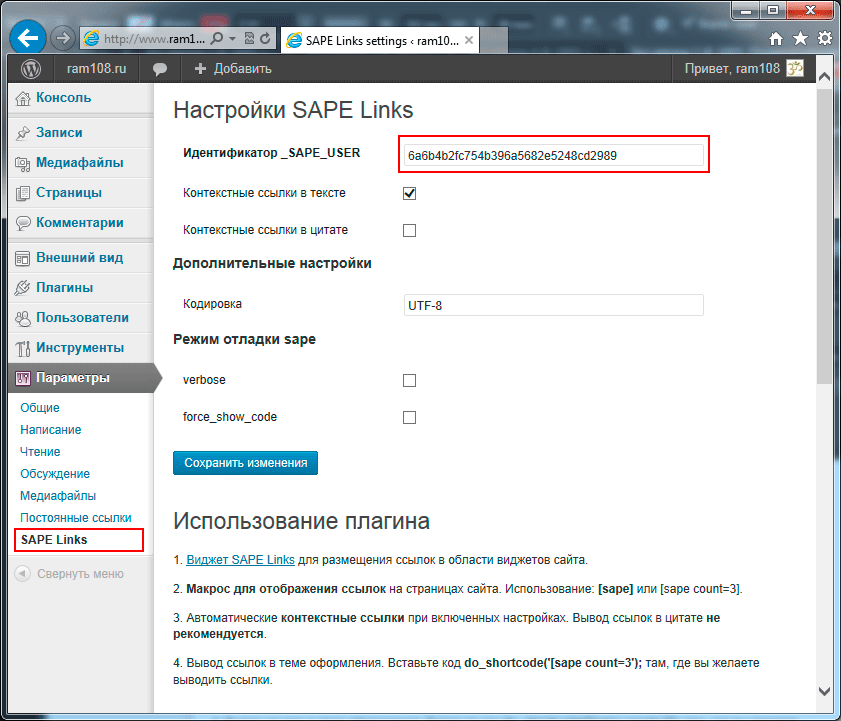 http://www.ram1...
SAPE Links settings ‹ ram10...
ram108.ru
Добавить
Привет, ram108
Консоль
Записи
Медиафайлы
Страницы
Комментарии
Внешний вид
Плагины
Пользователи
Инструменты
Параметры
Общие
Написание
Чтение
Обсуждение
Медиафайлы
Постоянные ссылки
SAPE Links
Свернуть меню
Настройки SAPE Links
Идентификатор _SAPE_USER
6a6b4b2fc754b396a5682e5248cd2989
Контекстные ссылки в тексте
Контекстные ссылки в цитате
Дополнительные настройки
Кодировка
UTF-8
Режим отладки sape
verbose
force_show_code
Сохранить изменения
Использование плагина
1. Виджет SAPE Links для размещения ссылок в области виджетов сайта.
2. Макрос для отображения ссылок на страницах сайта. Использование: [sape] или [sape count=3].
3. Автоматические контекстные ссылки при включенных настройках. Вывод ссылок в цитате не
рекомендуется.
4. Вывод ссылок в теме оформления. Вставьте код do_shortcode('[sape count=3'); там, где вы желаете
выводить ссылки.